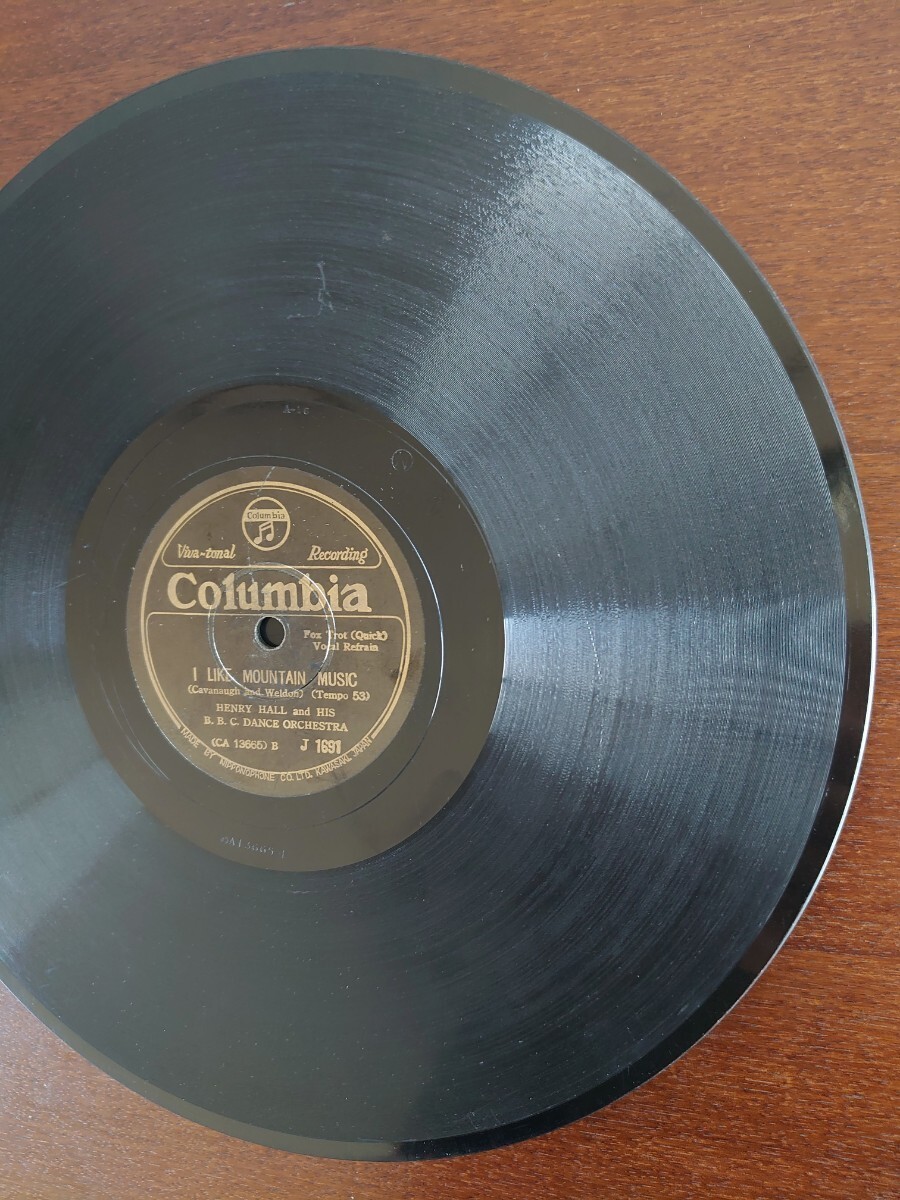 A-16
Columbia
Viva-tonal Recording
Columbia
Fox Trot (Quick)
Vocal Refrain
I LIKE MOUNTAIN MUSIC
(Cavanaugh and Weldon) (Tempo 53)
HENRY HALL and HIS
B. B. C. DANCE ORCHESTRA
(CA 13665) B J 1691
MADE BY NIPPONOPHONE CO. LTD. KAWASAKI, JAPAN